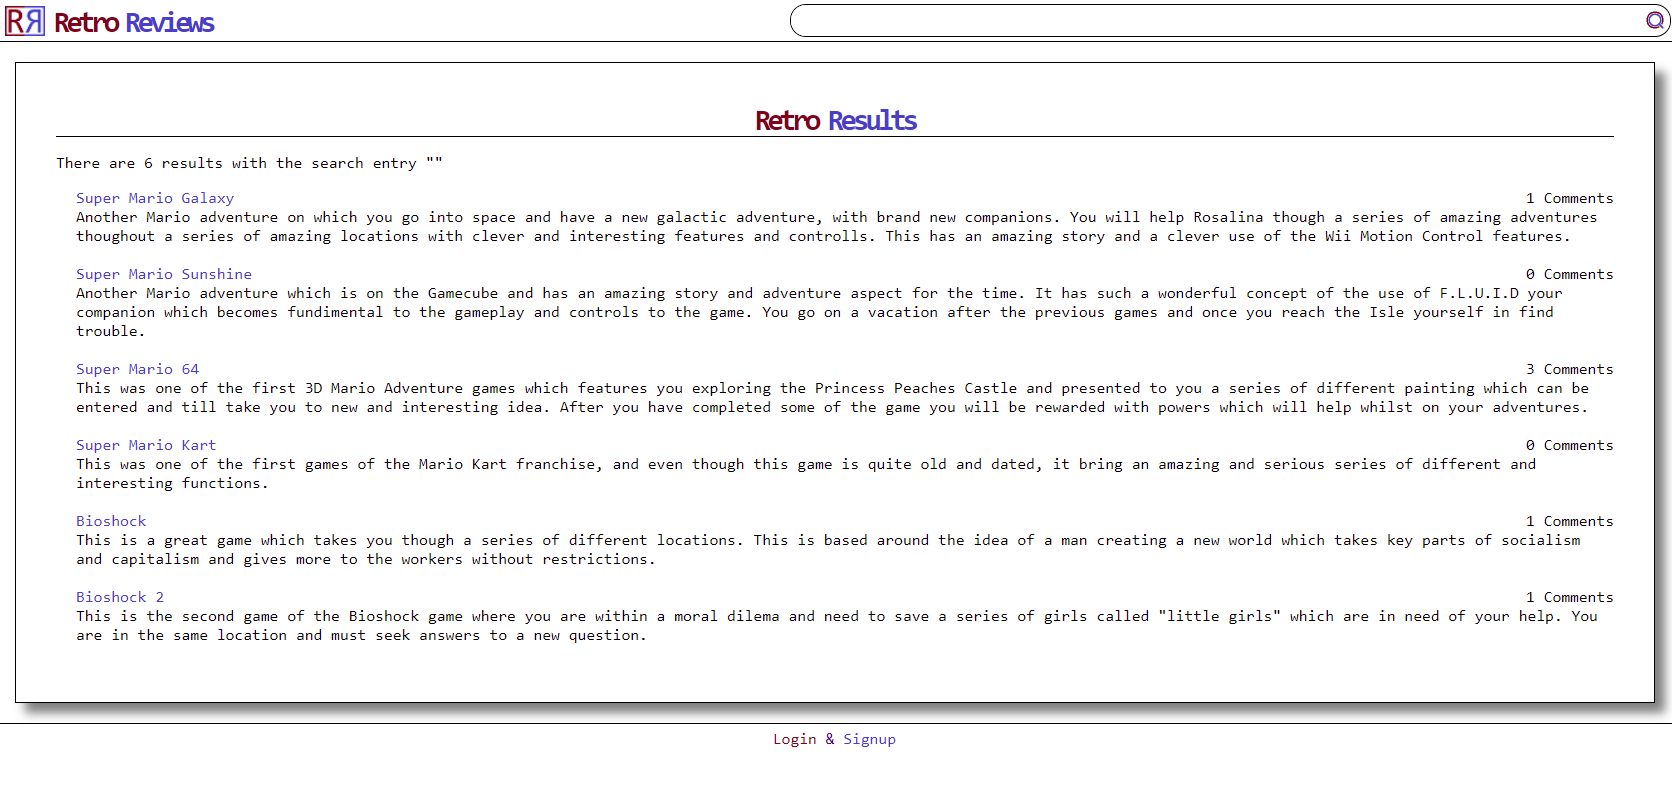 RR Retro Reviews
Retro Results
There are 6 results with the search entry ""
Super Mario Galaxy 1 Comments
Another Mario adventure on which you go into space and have a new galactic adventure, with brand new companions. You will help Rosalina though a series of amazing adventures
thoughout a series of amazing locations with clever and interesting features and controlls. This has an amazing story and a clever use of the Wii Motion Control features.
Super Mario Sunshine 0 Comments
Another Mario adventure which is on the Gamecube and has an amazing story and adventure aspect for the time. It has such a wonderful concept of the use of F.L.U.I.D your
companion which becomes fundimental to the gameplay and controls to the game. You go on a vacation after the previous games and once you reach the Isle yourself in find
trouble.
Super Mario 64 3 Comments
This was one of the first 3D Mario Adventure games which features you exploring the Princess Peaches Castle and presented to you a series of different painting which can be
entered and till take you to new and interesting idea. After you have completed some of the game you will be rewarded with powers which will help whilst on your adventures.
Super Mario Kart 0 Comments
This was one of the first games of the Mario Kart franchise, and even though this game is quite old and dated, it bring an amazing and serious series of different and
interesting functions.
Bioshock 1 Comments
This is a great game which takes you though a series of different locations. This is based around the idea of a man creating a new world which takes key parts of socialism
and capitalism and gives more to the workers without restrictions.
Bioshock 2 1 Comments
This is the second game of the Bioshock game where you are within a moral dilema and need to save a series of girls called "little girls" which are in need of your help. You
are in the same location and must seek answers to a new question.
Login & Signup